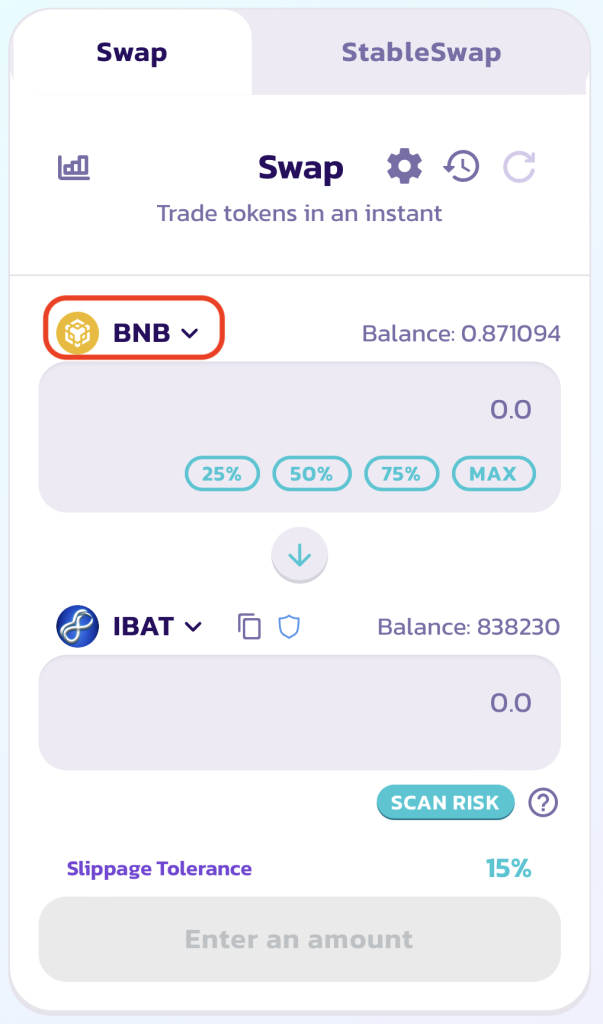 Swap
StableSwap
Swap
Trade tokens in an instant
BNB
Balance: 0.871094
0.0
25%
50%
75%
MAX
IBAT
Balance: 838230
0.0
SCAN RISK
?
Slippage Tolerance
15%
Enter an amount